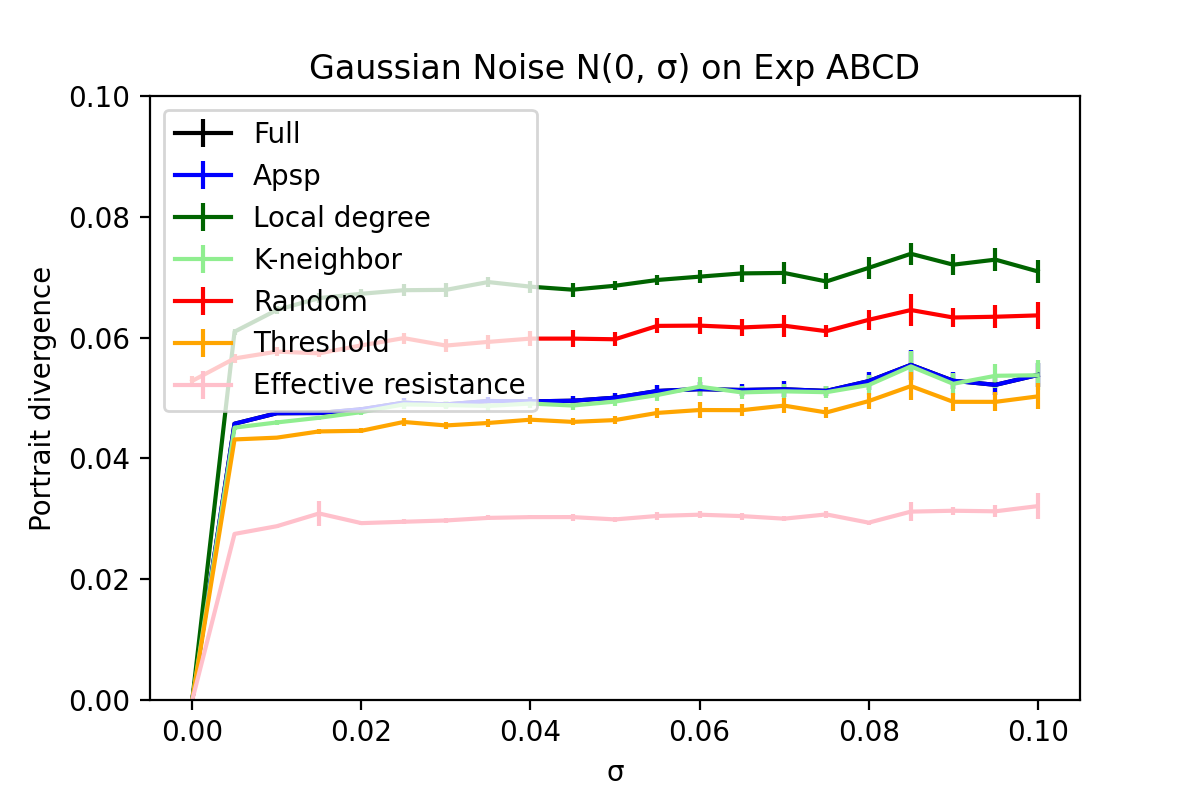 Gaussian Noise N(0, σ) on Exp ABCD
0.10
0.08
0.06
0.04
0.02
0.00
Portrait divergence
Full
Apsp
Local degree
K-neighbor
Random
Threshold
Effective resistance
0.00 0.02 0.04 0.06 0.08 0.10
σ